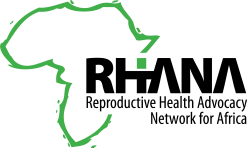 RHANA
Reproductive Health Advocacy
Network for Africa